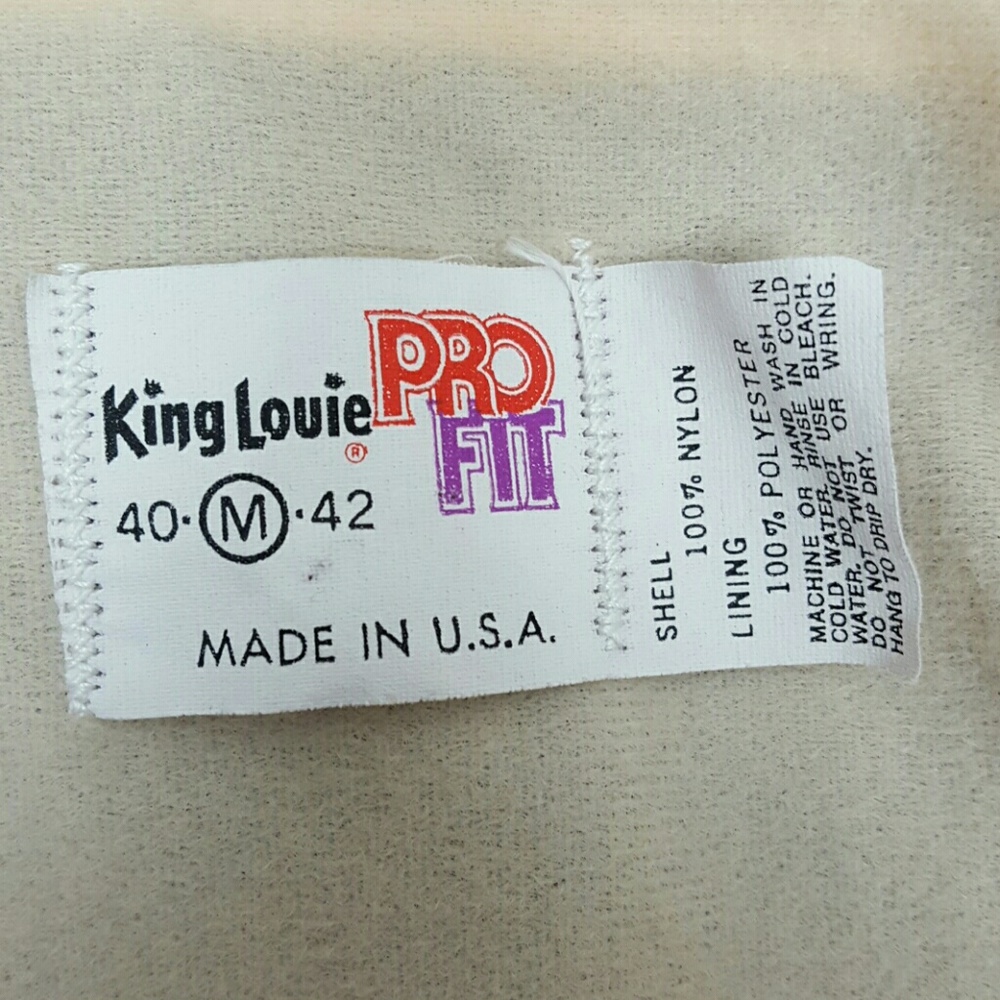 King Louie PRO
FIT
®
40·M·42
MADE IN U.S.A.
SHELL
100% NYLON
LINING
100% POLYESTER
MACHINE OR HAND WASH IN
COLD WATER. RINSE IN COLD
WATER. DO NOT USE BLEACH.
DO NOT TWIST OR WRING.
HANG TO DRIP DRY.